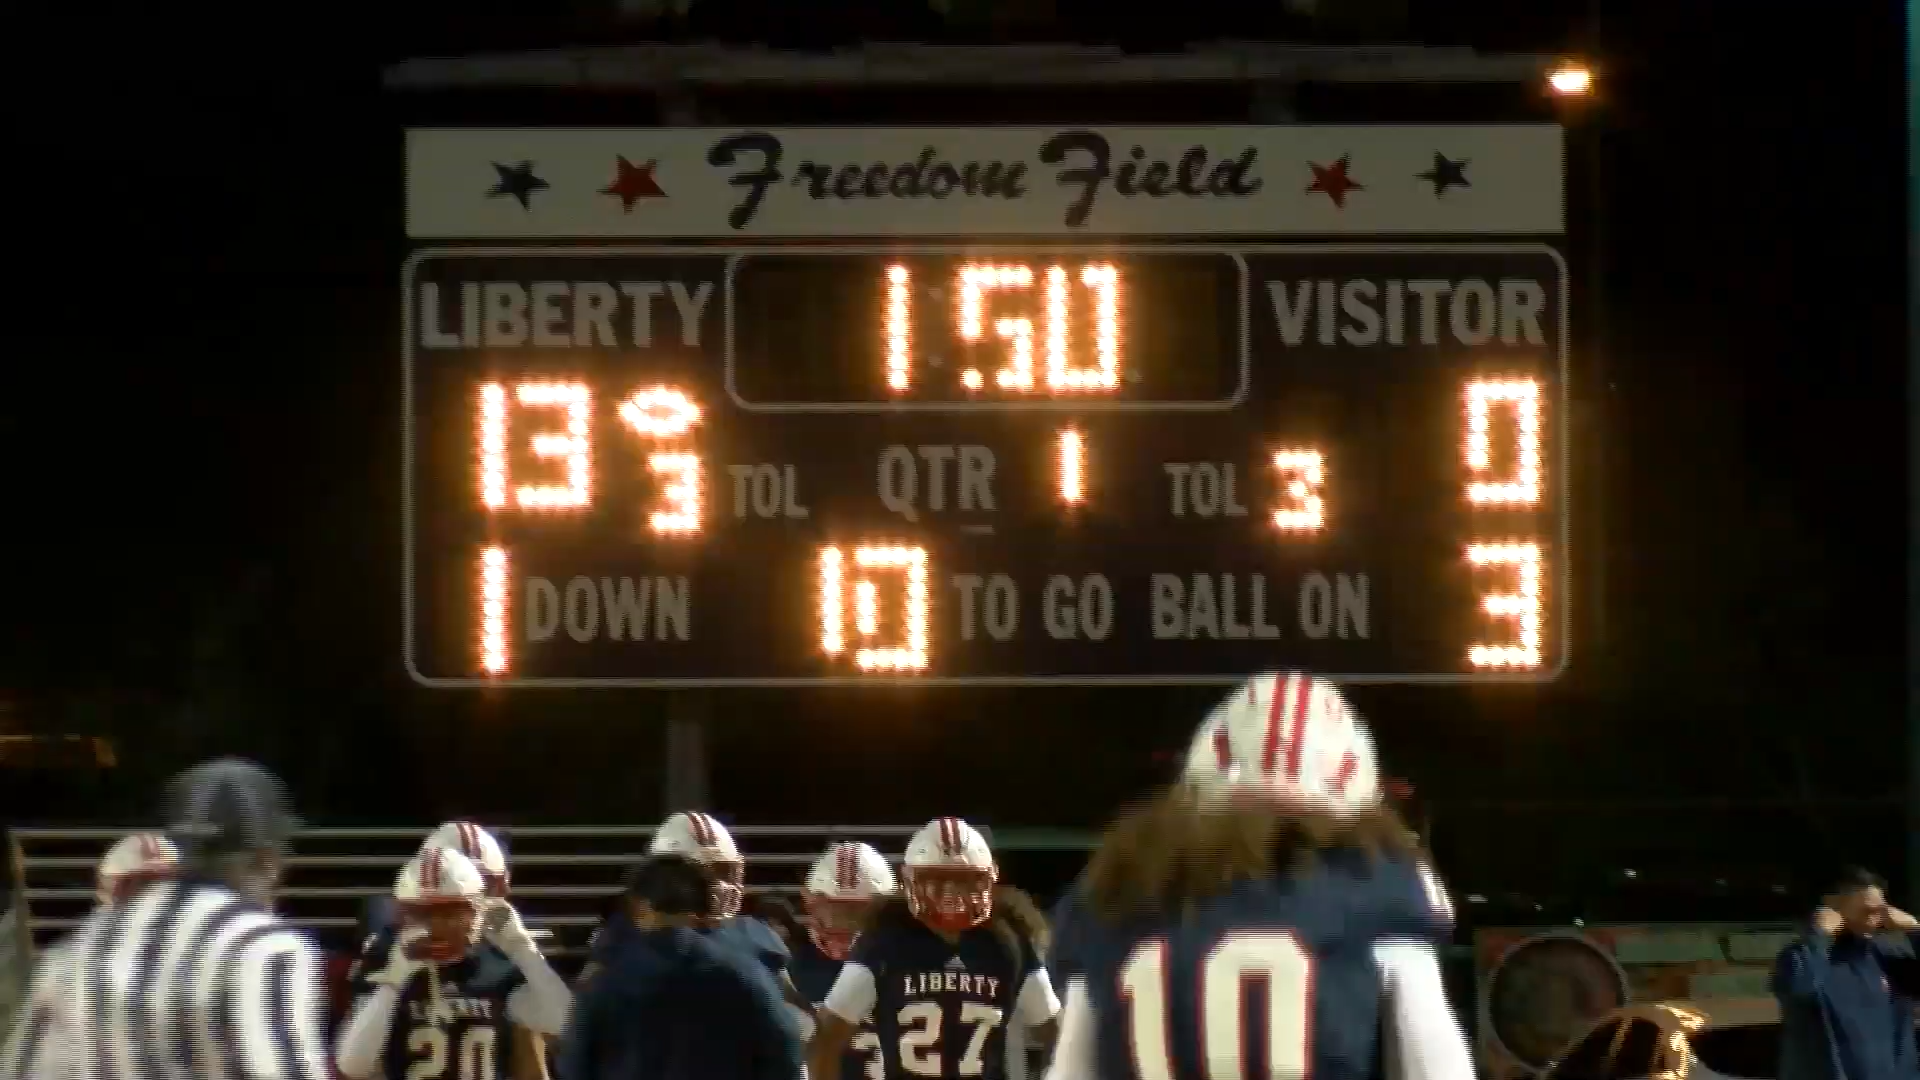 Freedom Field
LIBERTY 1:50 VISITOR
13 3 TOL QTR 1 TOL 3 0
1 DOWN 10 TO GO BALL ON 3
LIBERTY
20
LIBERTY
27
10